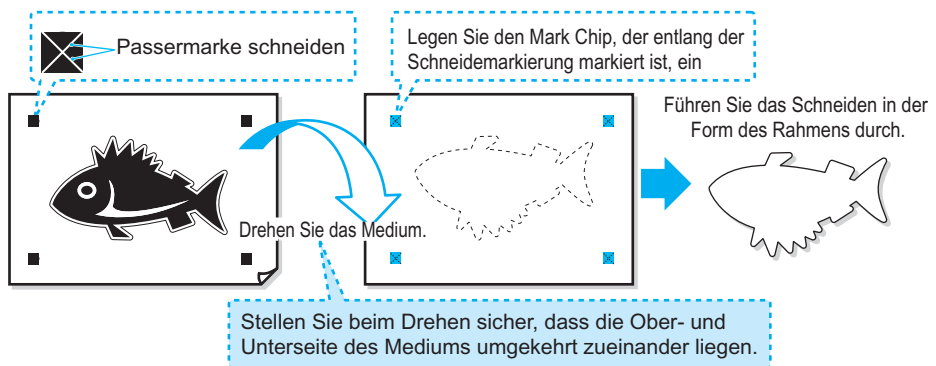 Passermarke schneiden
Legen Sie den Mark Chip, der entlang der
Schneidemarkierung markiert ist, ein
Führen Sie das Schneiden in der
Form des Rahmens durch.
Drehen Sie das Medium.
Stellen Sie beim Drehen sicher, dass die Ober- und
Unterseite des Mediums umgekehrt zueinander liegen.